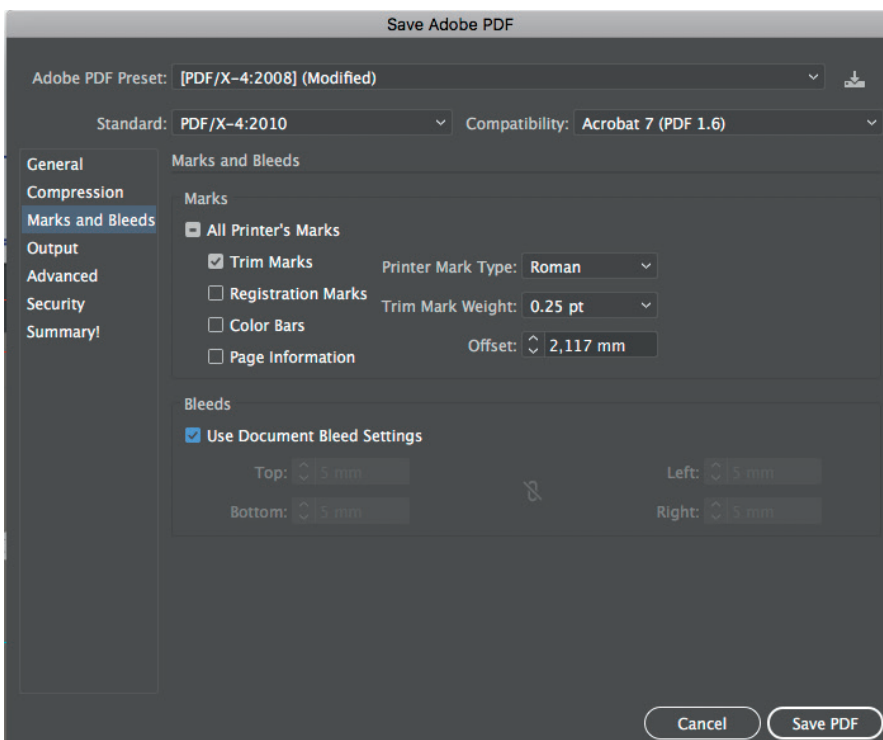 Save Adobe PDF
Adobe PDF Preset: [PDF/X-4:2008] (Modified)
Standard: PDF/X-4:2010 Compatibility: Acrobat 7 (PDF 1.6)
General
Compression
Marks and Bleeds
Output
Advanced
Security
Summary!
Marks and Bleeds
Marks
All Printer's Marks
Trim Marks
Registration Marks
Color Bars
Page Information
Printer Mark Type: Roman
Trim Mark Weight: 0.25 pt
Offset: 2,117 mm
Bleeds
Use Document Bleed Settings
Top: 5 mm Left: 5 mm
Bottom: 5 mm Right: 5 mm
Cancel Save PDF